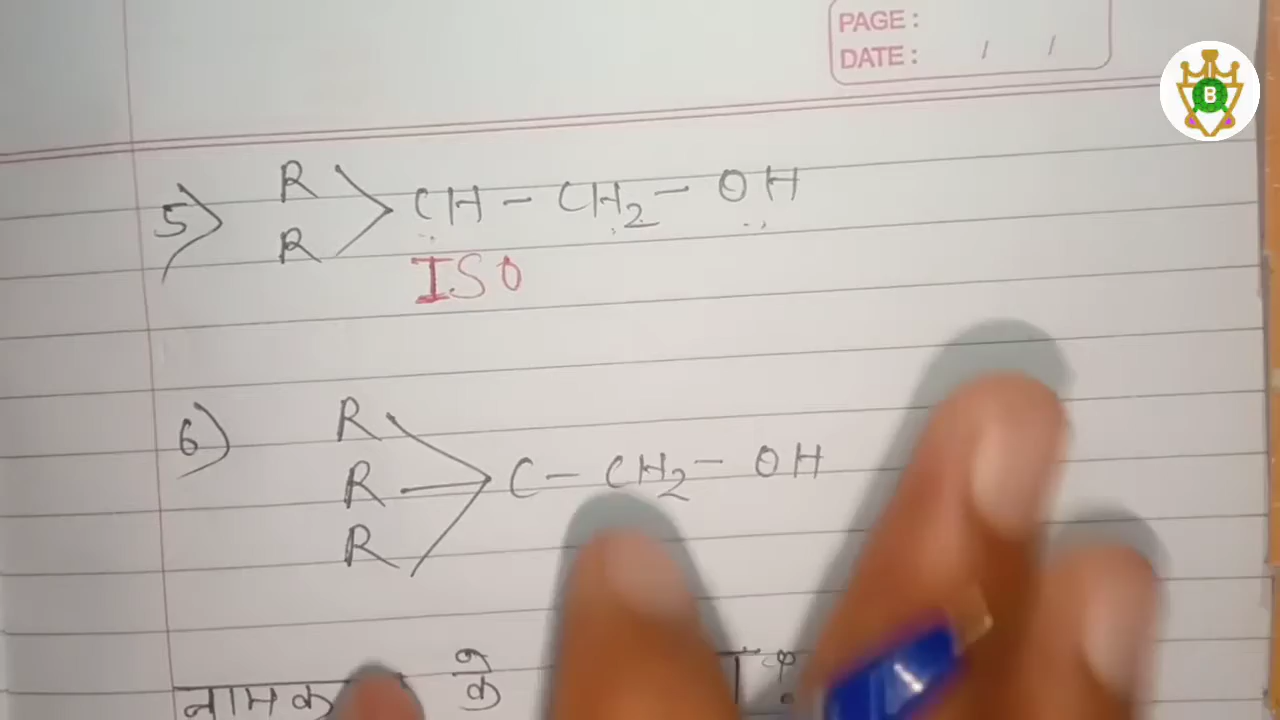 PAGE :
DATE : / /
B
5) R
R > CH - CH2 - OH
ISO
6) R
R
R > C - CH2 - OH